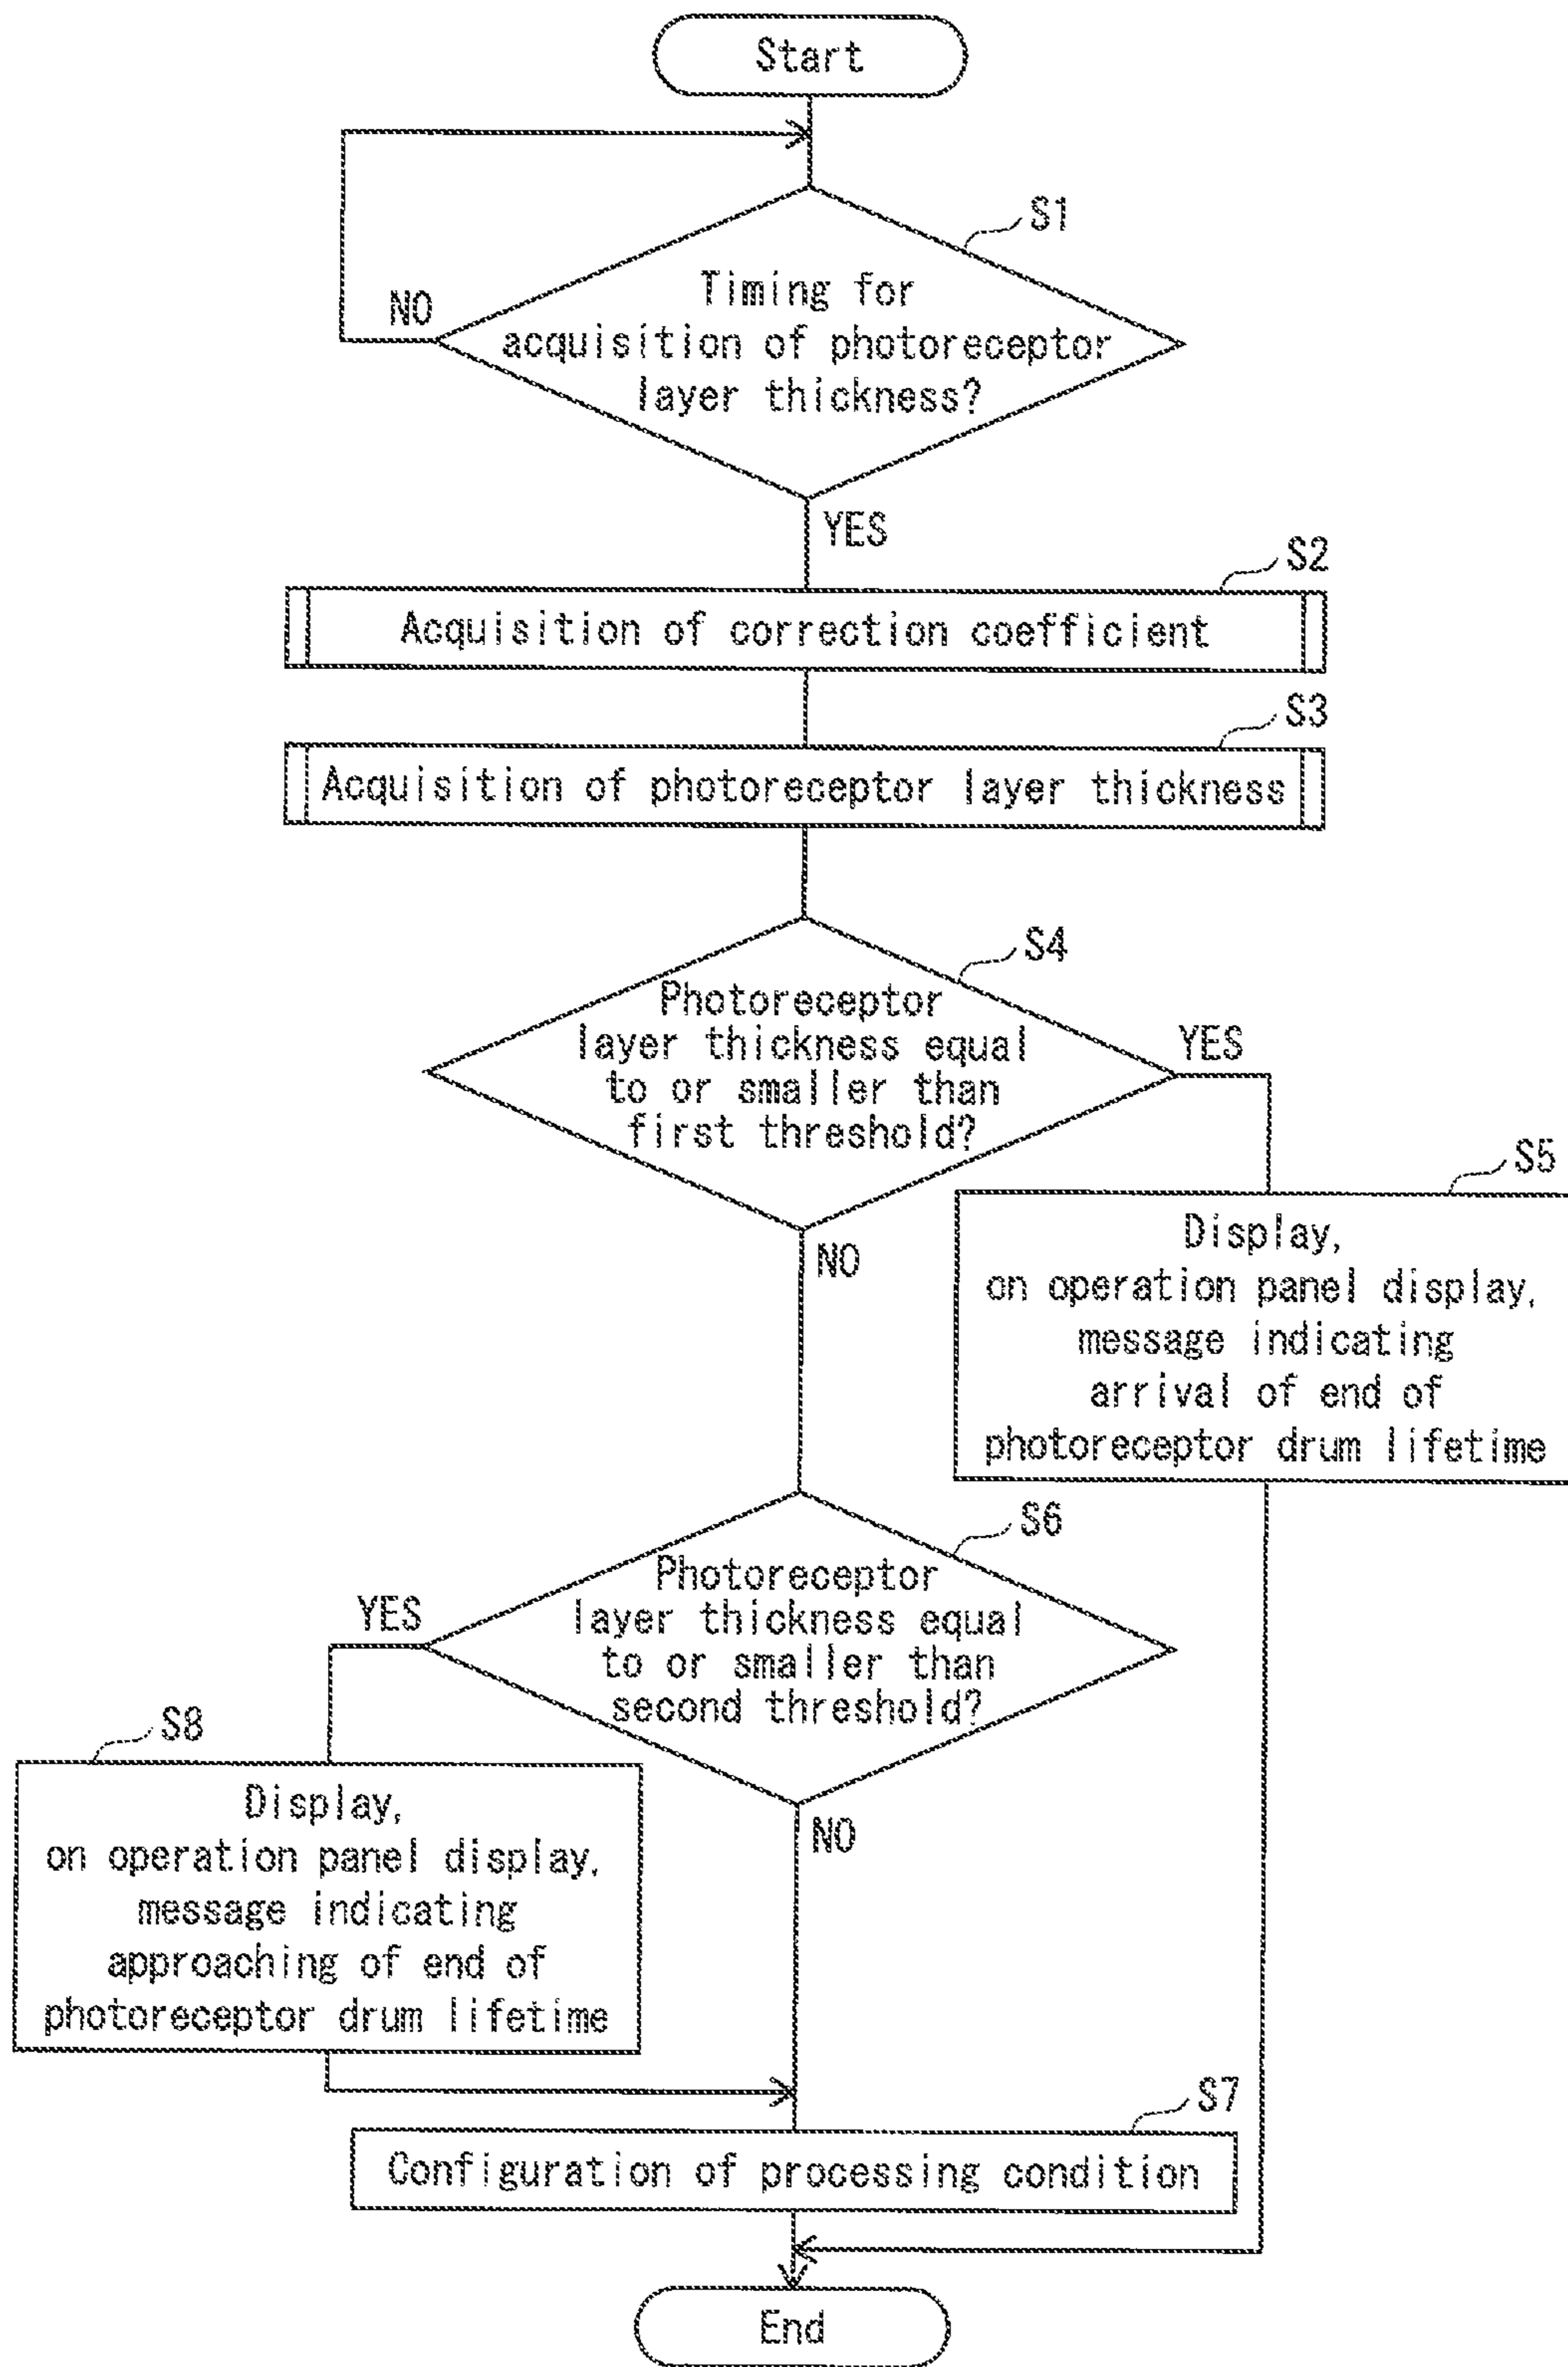 Start
S1
Timing for
acquisition of photoreceptor
layer thickness?
NO
YES
S2
Acquisition of correction coefficient
S3
Acquisition of photoreceptor layer thickness
S4
Photoreceptor
layer thickness equal
to or smaller than
first threshold?
YES
NO
S5
Display,
on operation panel display,
message indicating
arrival of end of
photoreceptor drum lifetime
S6
Photoreceptor
layer thickness equal
to or smaller than
second threshold?
YES
NO
S8
Display,
on operation panel display,
message indicating
approaching of end of
photoreceptor drum lifetime
S7
Configuration of processing condition
End